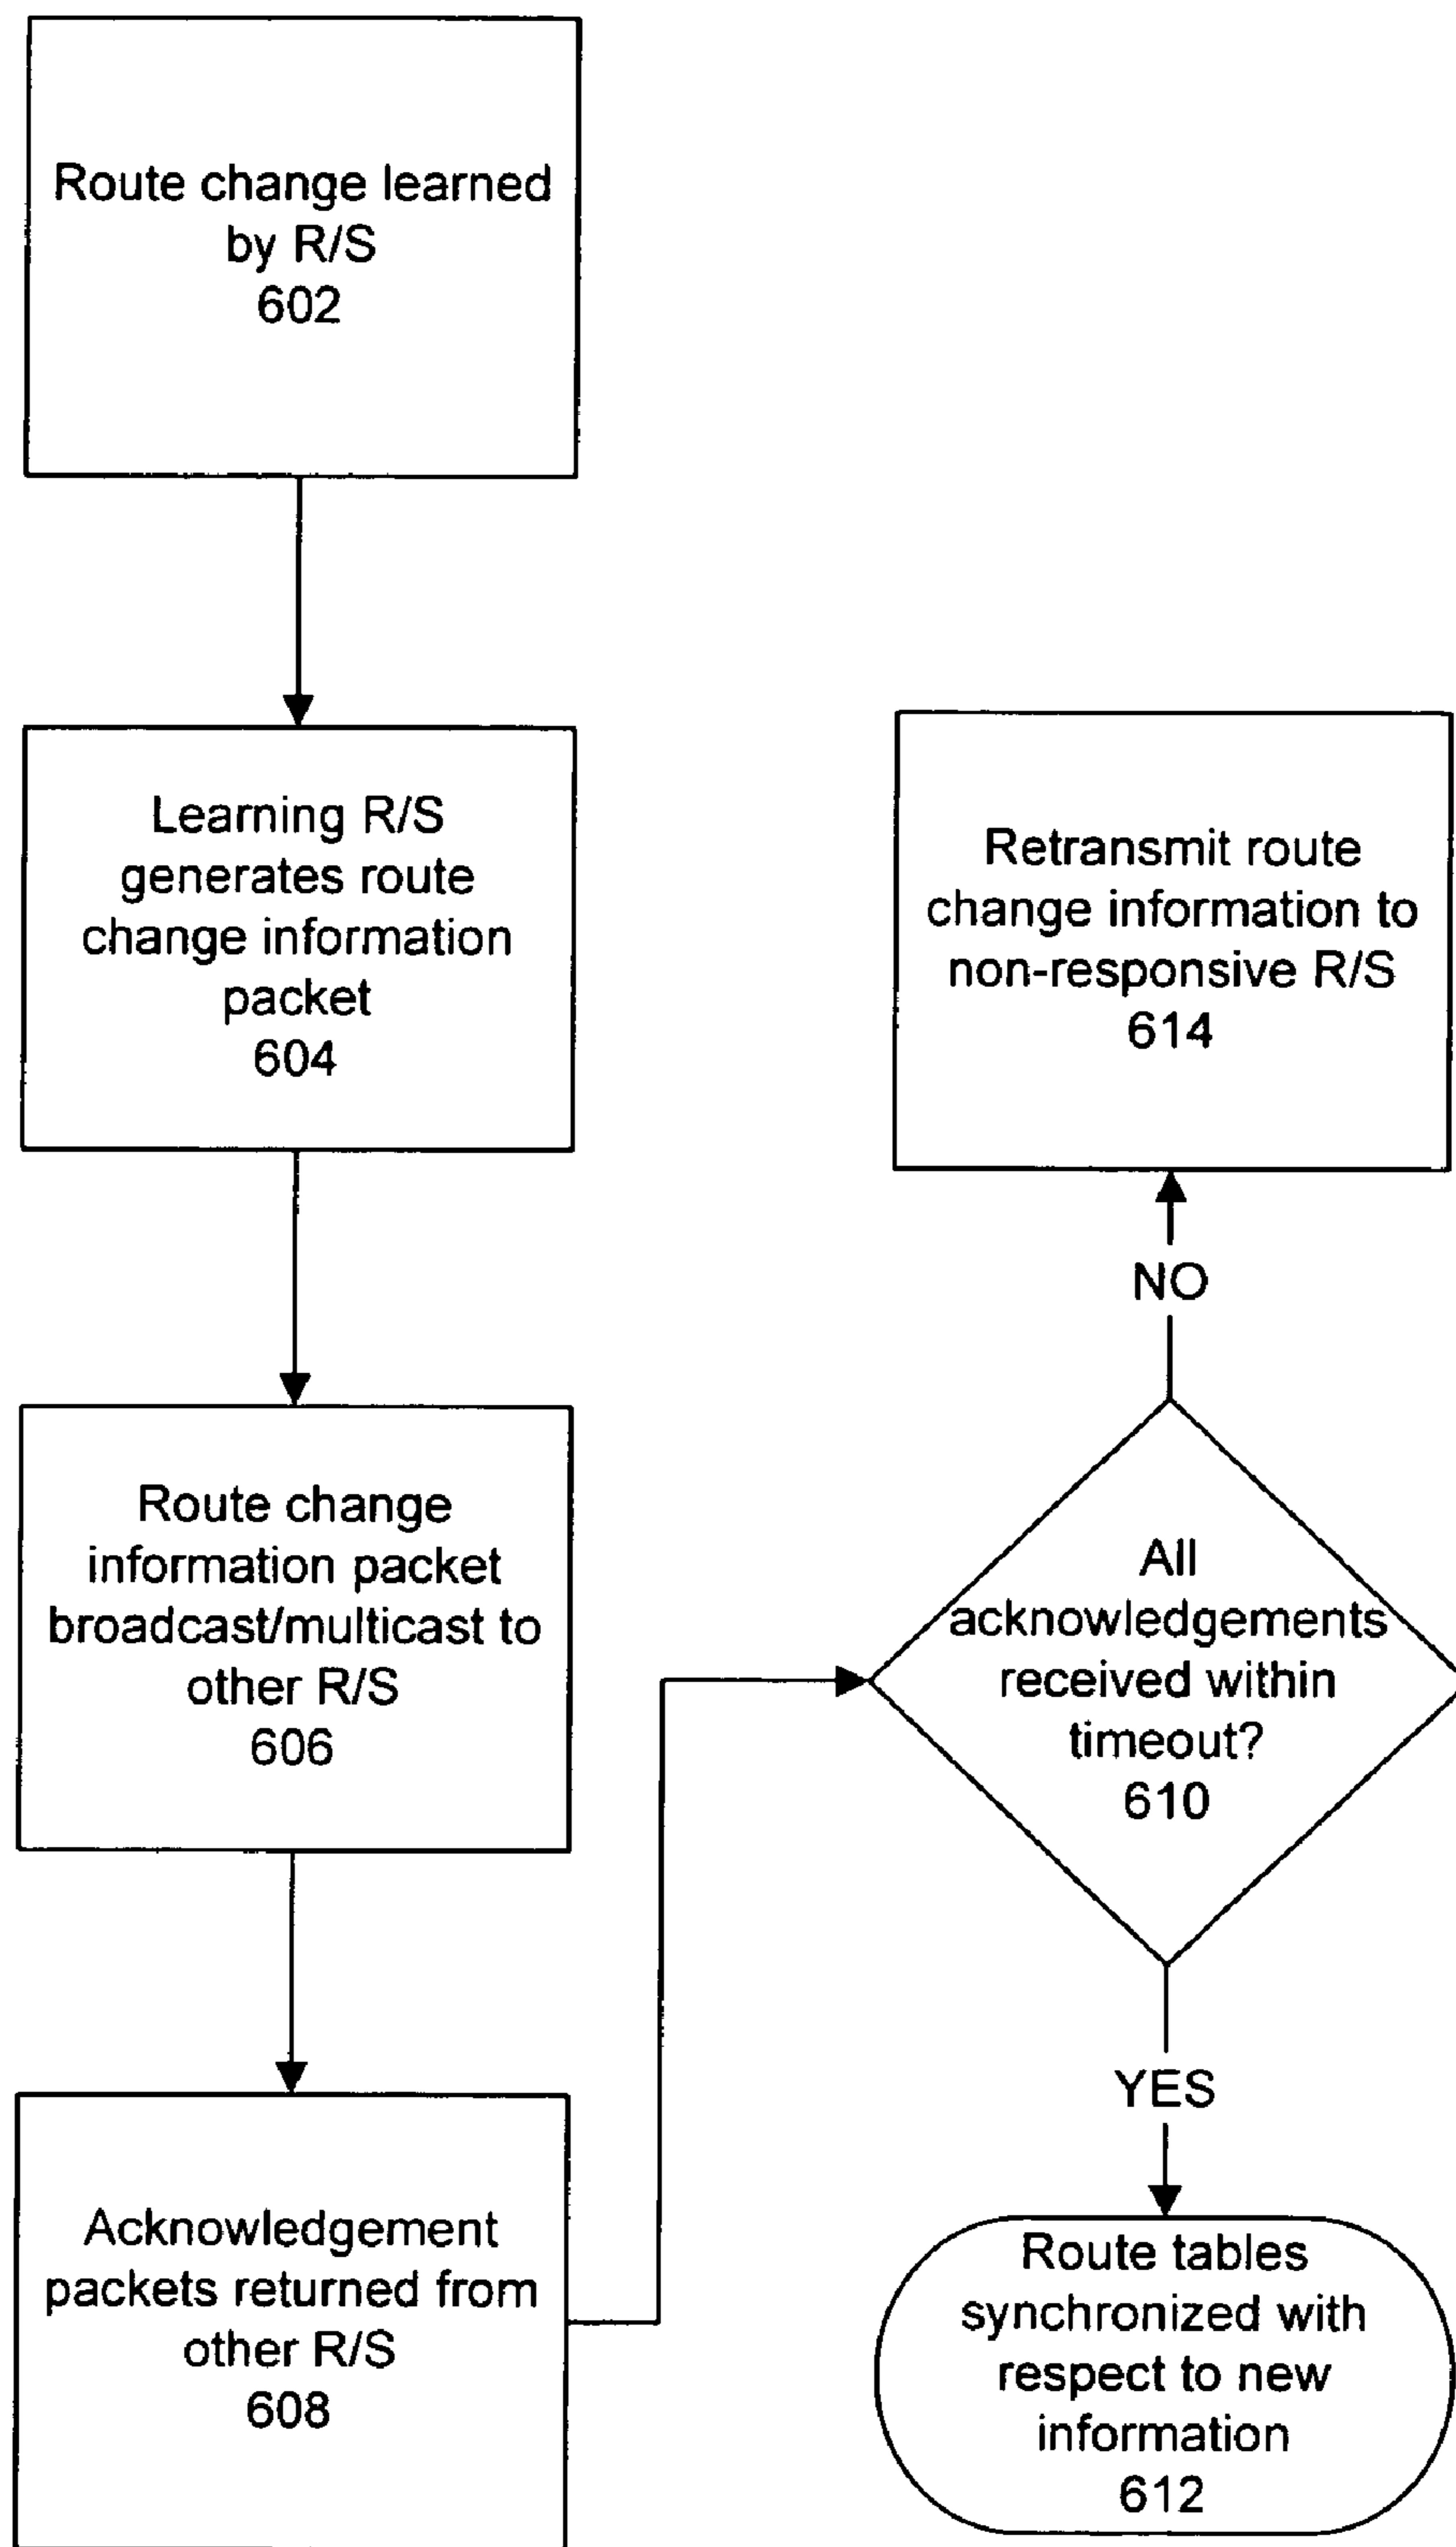 Route change learned
by R/S
602
Learning R/S
generates route
change information
packet
604
Route change
information packet
broadcast/multicast to
other R/S
606
Acknowledgement
packets returned from
other R/S
608
Retransmit route
change information to
non-responsive R/S
614
NO
All
acknowledgements
received within
timeout?
610
YES
Route tables
synchronized with
respect to new
information
612